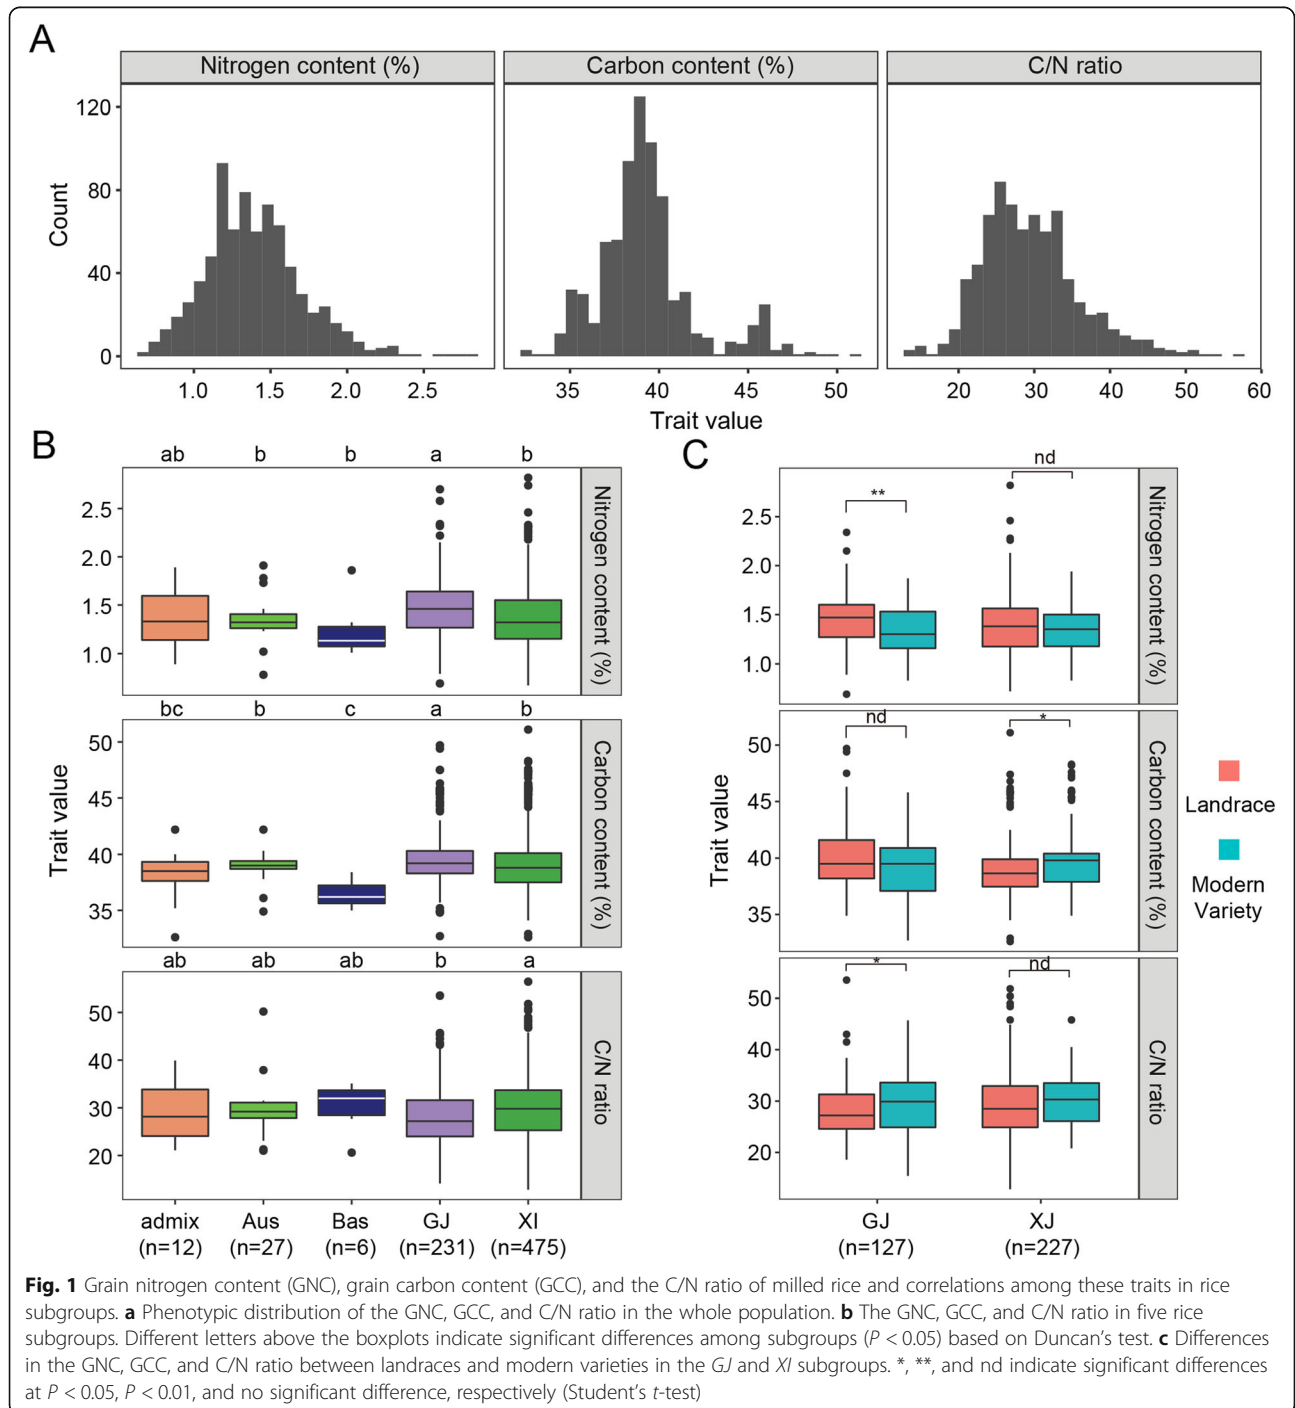 A
Nitrogen content (%)
Carbon content (%)
C/N ratio
Count
120
80
40
0
1.0 1.5 2.0 2.5
35 40 45 50
20 30 40 50 60
Trait value
B
ab b b a b
Nitrogen content (%)
2.5
2.0
1.5
1.0
bc b c a b
Carbon content (%)
Trait value
50
45
40
35
ab ab ab b a
C/N ratio
50
40
30
20
admix Aus Bas GJ XI
(n=12) (n=27) (n=6) (n=231) (n=475)
C
** nd
Nitrogen content (%)
2.5
1.0
1.5
1.0
nd *
Carbon content (%)
Trait value
50
45
40
35
* nd
C/N ratio
50
40
30
20
GJ XJ
(n=127) (n=227)
Landrace
Modern
Variety
Fig. 1 Grain nitrogen content (GNC), grain carbon content (GCC), and the C/N ratio of milled rice and correlations among these traits in rice
subgroups. a Phenotypic distribution of the GNC, GCC, and C/N ratio in the whole population. b The GNC, GCC, and C/N ratio in five rice
subgroups. Different letters above the boxplots indicate significant differences among subgroups (P < 0.05) based on Duncan's test. c Differences
in the GNC, GCC, and C/N ratio between landraces and modern varieties in the GJ and XI subgroups. *, **, and nd indicate significant differences
at P < 0.05, P < 0.01, and no significant difference, respectively (Student's t-test)